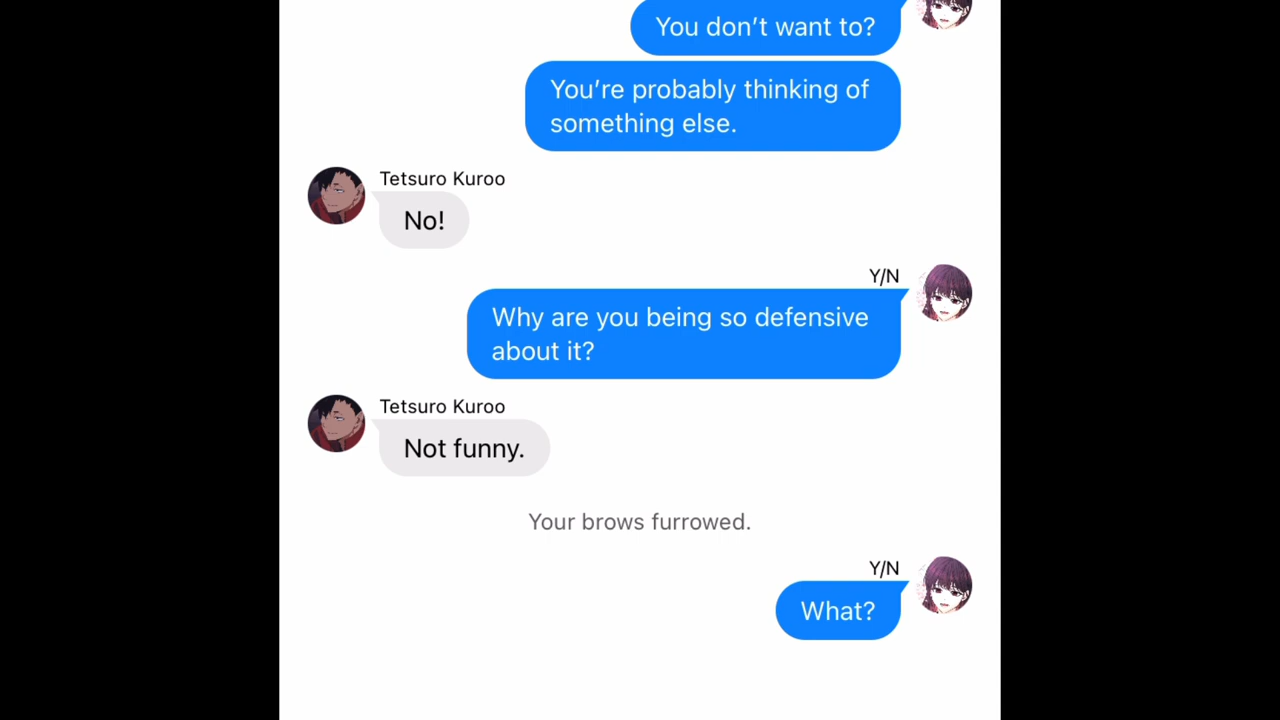 You don’t want to?
You’re probably thinking of
something else.
Tetsuro Kuroo
No!
Y/N
Why are you being so defensive
about it?
Tetsuro Kuroo
Not funny.
Your brows furrowed.
Y/N
What?